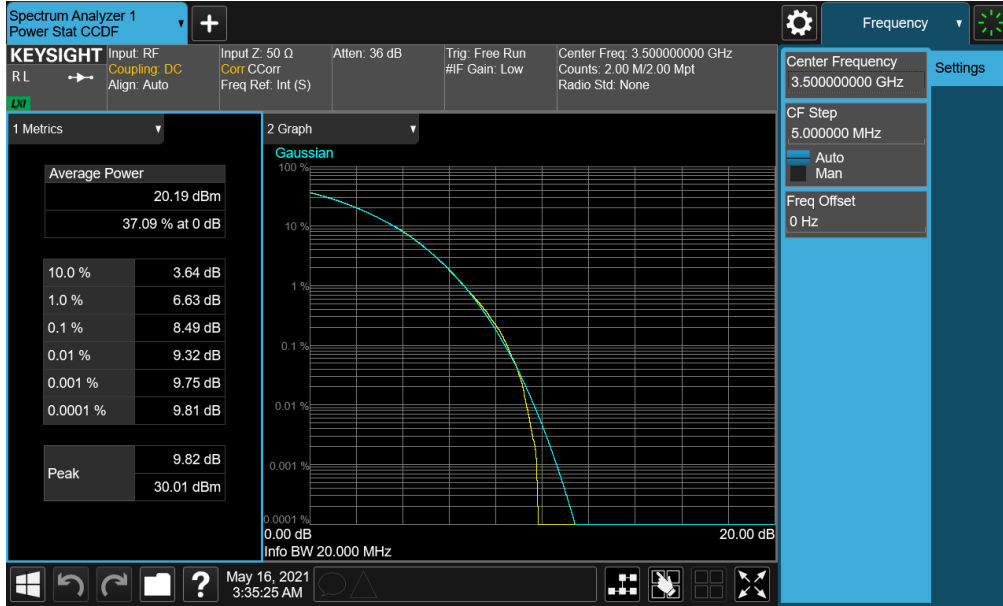 Spectrum Analyzer 1
Power Stat CCDF
Frequency
KEYSIGHT
R L
LXI
Input: RF
Coupling: DC
Align: Auto
Input Z: 50 Ω
Corr CCorr
Freq Ref: Int (S)
Atten: 36 dB
Trig: Free Run
#IF Gain: Low
Center Freq: 3.500000000 GHz
Counts: 2.00 M/2.00 Mpt
Radio Std: None
1 Metrics
Average Power
20.19 dBm
37.09 % at 0 dB
10.0 % 3.64 dB
1.0 % 6.63 dB
0.1 % 8.49 dB
0.01 % 9.32 dB
0.001 % 9.75 dB
0.0001 % 9.81 dB
Peak
9.82 dB
30.01 dBm
2 Graph
Gaussian
100 %
10 %
1 %
0.1 %
0.01 %
0.001 %
0.0001 %
0.00 dB 20.00 dB
Info BW 20.000 MHz
Center Frequency
3.500000000 GHz
CF Step
5.000000 MHz
Auto
Man
Freq Offset
0 Hz
Settings
?
May 16, 2021
3:35:25 AM